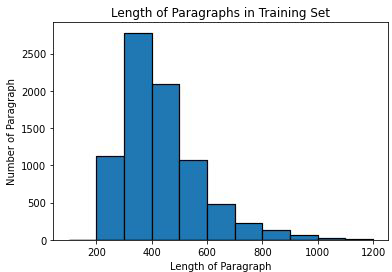 Length of Paragraphs in Training Set
Number of Paragraph
2500
2000
1500
1000
500
0
200 400 600 800 1000 1200
Length of Paragraph